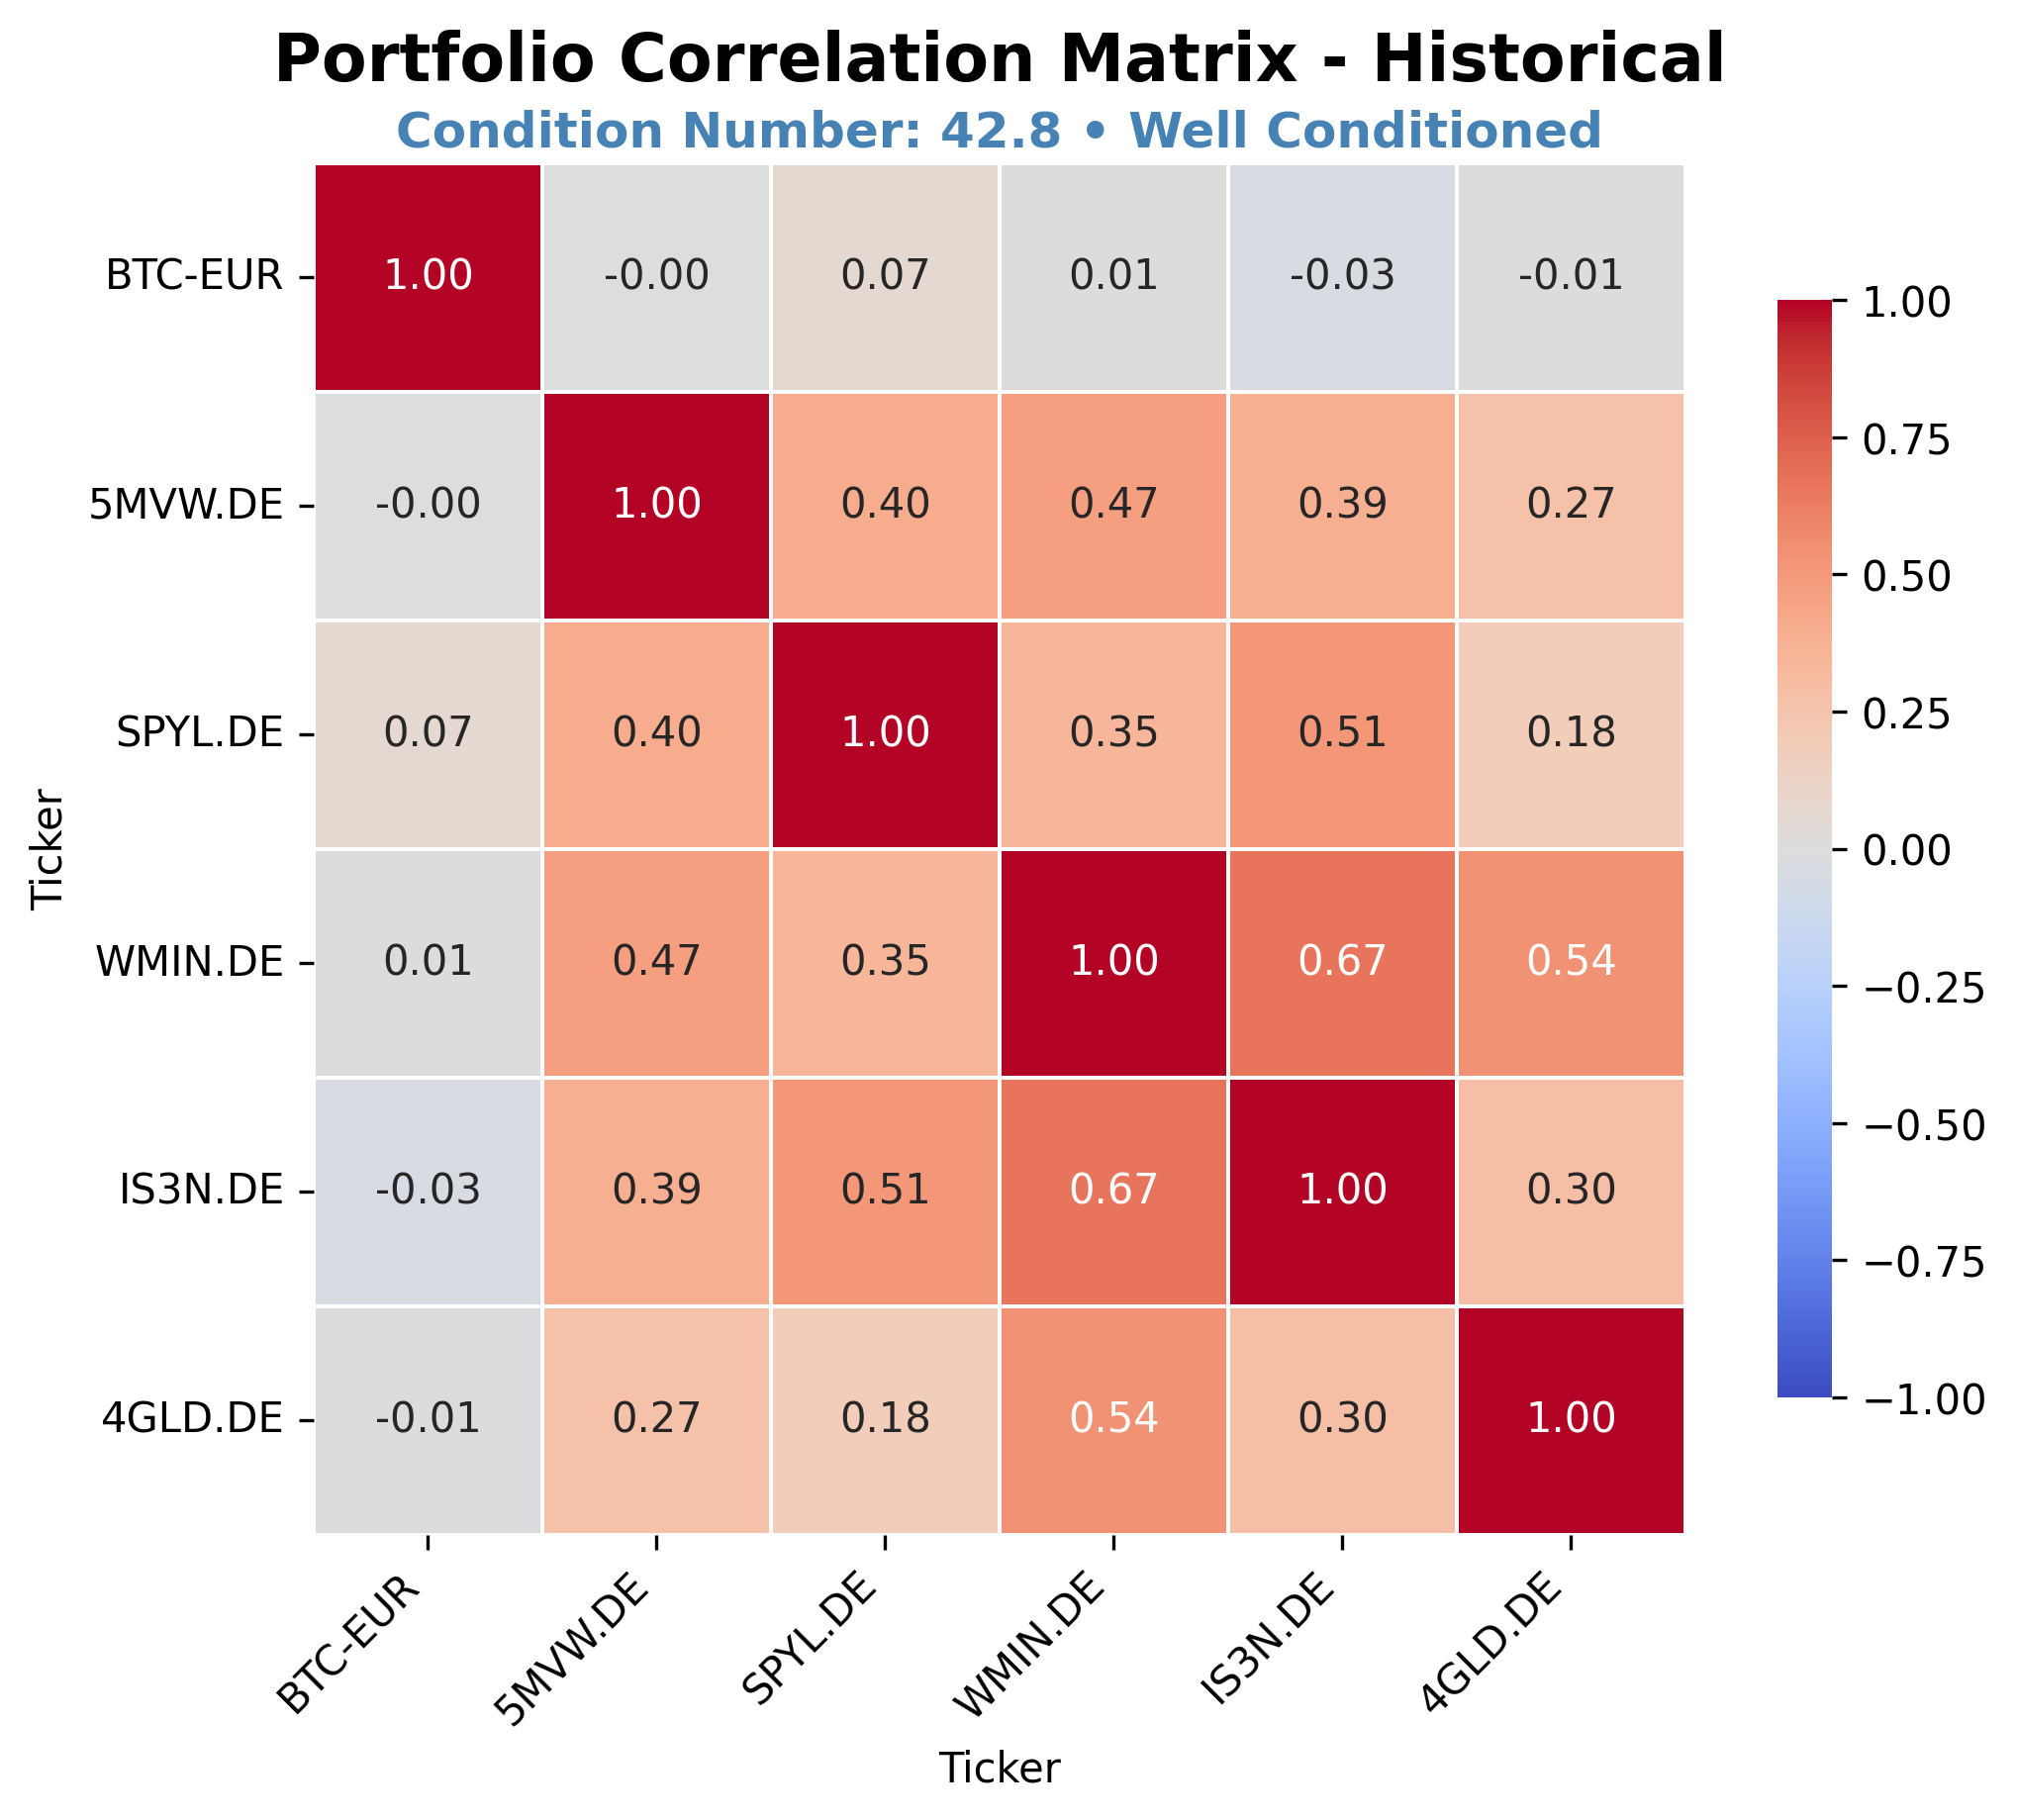 Portfolio Correlation Matrix - Historical
Condition Number: 42.8 • Well Conditioned
BTC-EUR 1.00 -0.00 0.07 0.01 -0.03 -0.01
5MVW.DE -0.00 1.00 0.40 0.47 0.39 0.27
SPYL.DE 0.07 0.40 1.00 0.35 0.51 0.18
WMIN.DE 0.01 0.47 0.35 1.00 0.67 0.54
IS3N.DE -0.03 0.39 0.51 0.67 1.00 0.30
4GLD.DE -0.01 0.27 0.18 0.54 0.30 1.00
Ticker
BTC-EUR 5MVW.DE SPYL.DE WMIN.DE IS3N.DE 4GLD.DE
Ticker
1.00
0.75
0.50
0.25
0.00
−0.25
−0.50
−0.75
−1.00